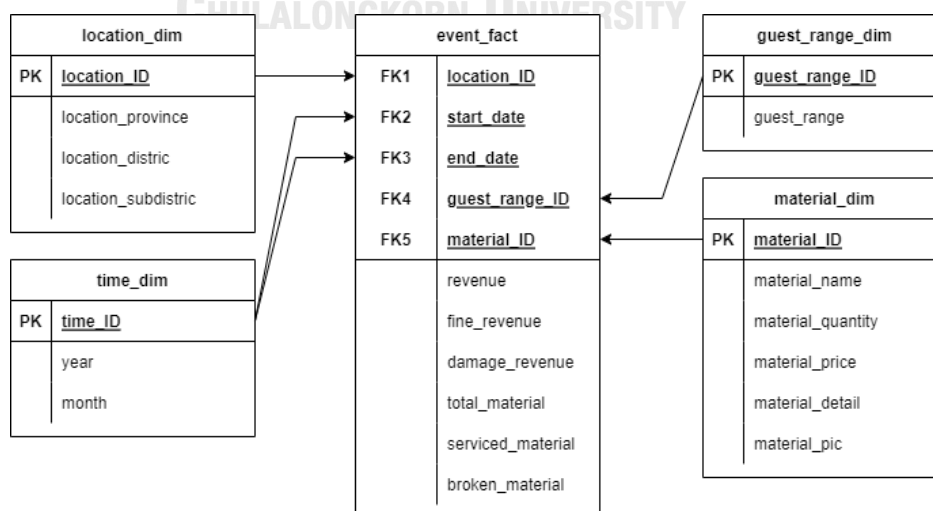 CHULALONGKORN UNIVERSITY
location_dim
PK location_ID
location_province
location_distric
location_subdistric
time_dim
PK time_ID
year
month
event_fact
FK1 location_ID
FK2 start_date
FK3 end_date
FK4 guest_range_ID
FK5 material_ID
revenue
fine_revenue
damage_revenue
total_material
serviced_material
broken_material
guest_range_dim
PK guest_range_ID
guest_range
material_dim
PK material_ID
material_name
material_quantity
material_price
material_detail
material_pic